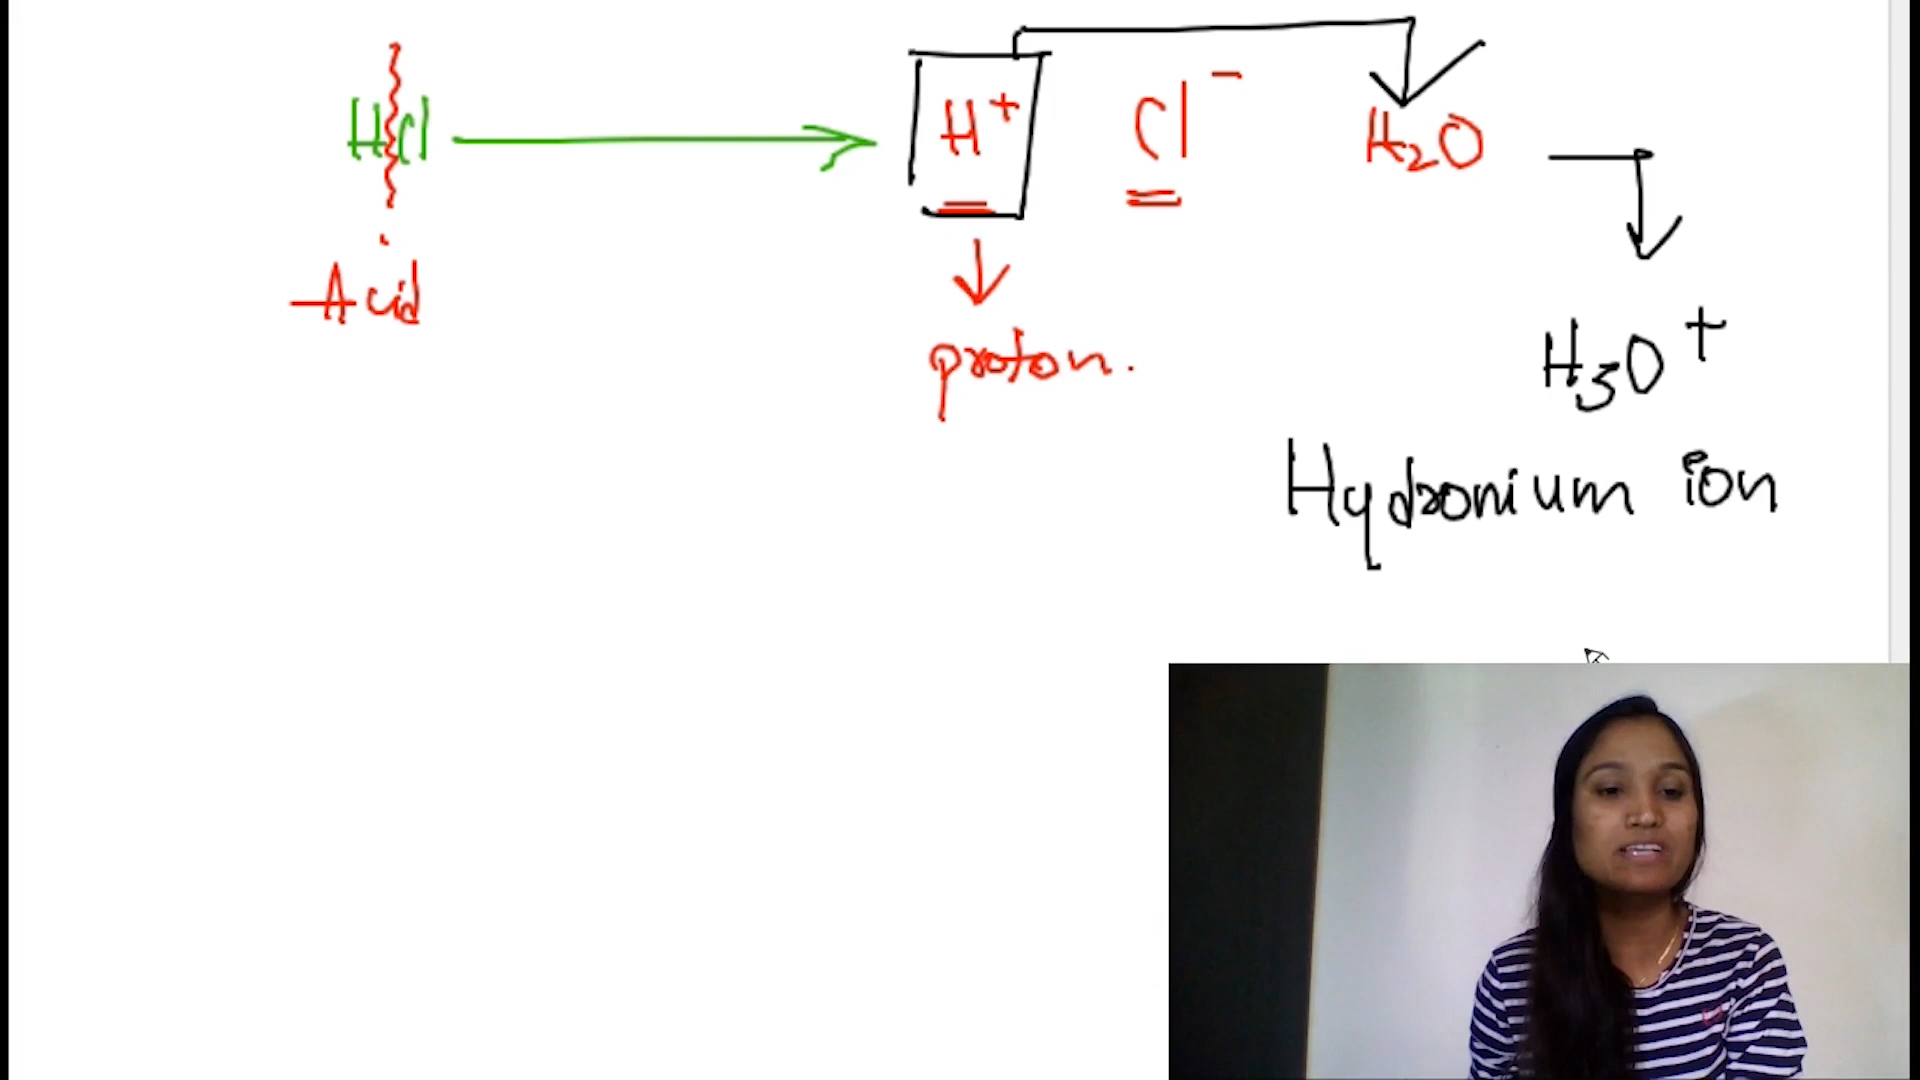 HCl H⁺ Cl⁻ H₂O
Acid
proton.
H₃O⁺
Hydronium ion